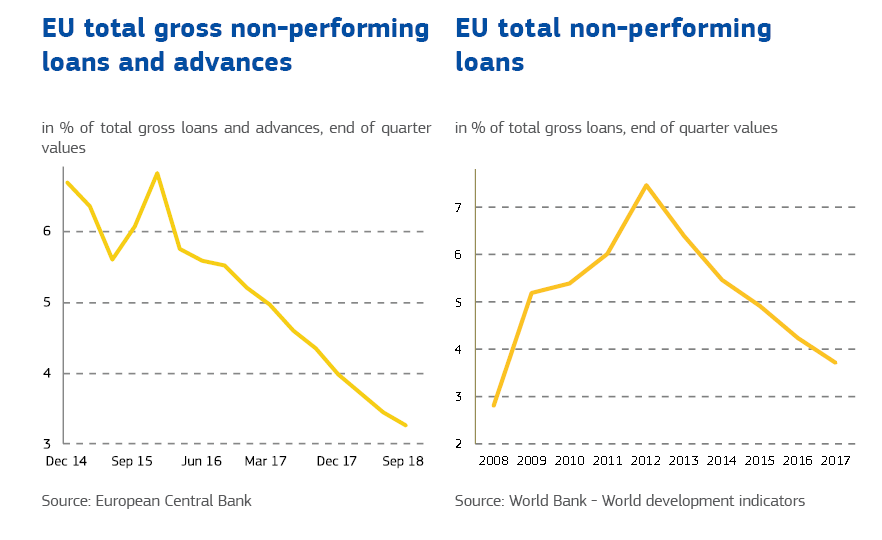 EU total gross non-performing
loans and advances
in % of total gross loans and advances, end of quarter
values
6
5
4
3
Dec 14 Sep 15 Jun 16 Mar 17 Dec 17 Sep 18
Source: European Central Bank
EU total non-performing
loans
in % of total gross loans, end of quarter values
7
6
5
4
3
2
2008 2009 2010 2011 2012 2013 2014 2015 2016 2017
Source: World Bank - World development indicators